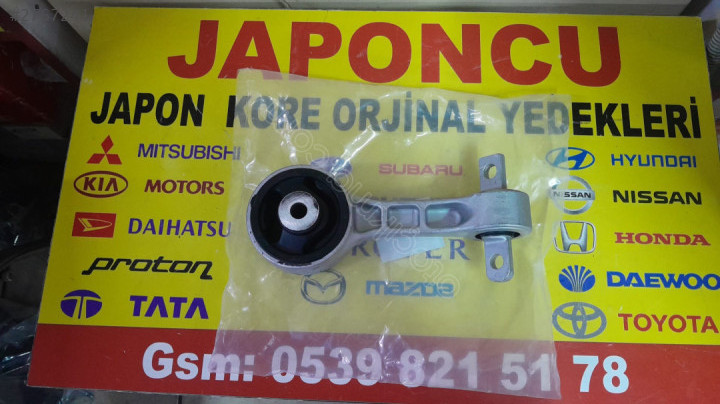 JAPONCU
JAPON KORE ORJİNAL YEDEKLERİ
MITSUBISHI
SUBARU
HYUNDAI
KIA MOTORS
NISSAN NISSAN
DAIHATSU
HONDA
proton
DAEWOO
TATA
mazda
TOYOTA
Gsm: 0539 821 51 78